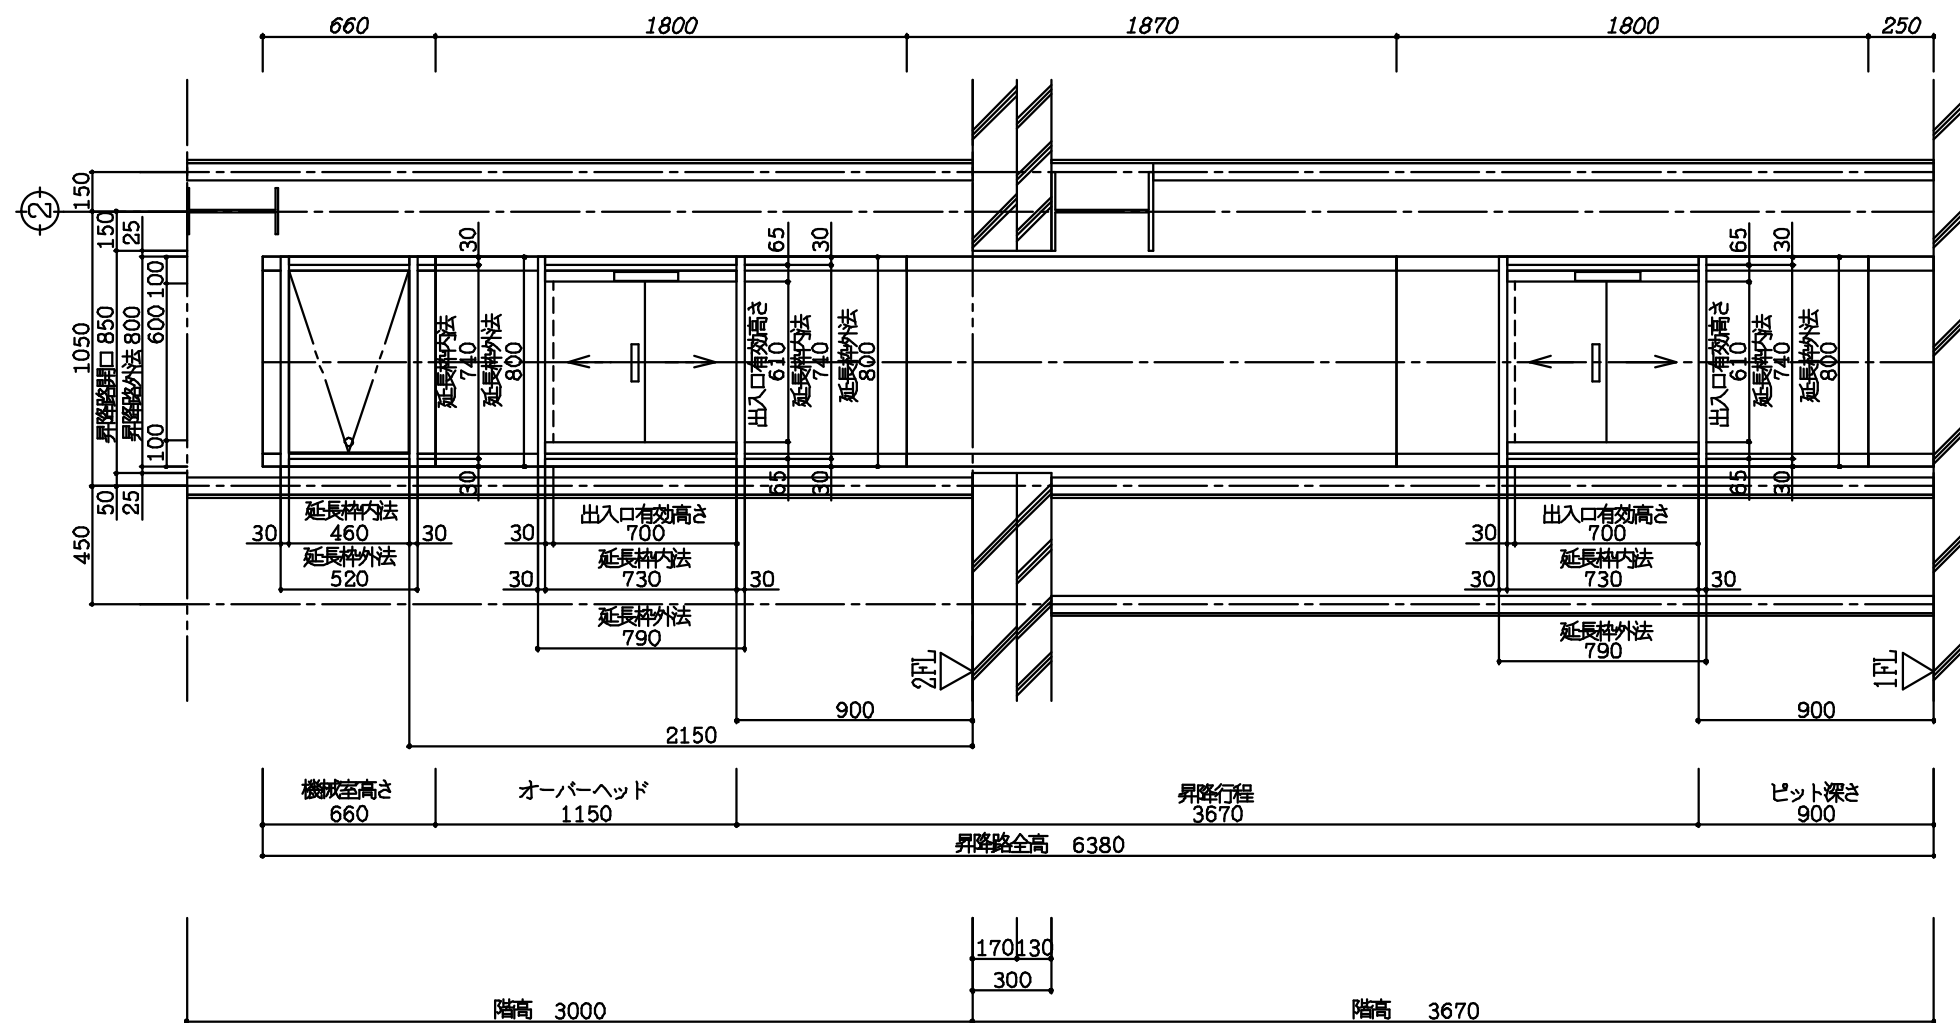 660
1800
1870
1800
250
2
150
150
25
100
1050
昇降路開口 850
昇降路外法 800
600
100
450
50
25
30
延長枠内法
740
延長枠外法
800
30
65
30
出入口有効高さ
610
延長枠内法
740
延長枠外法
800
65
30
65
30
出入口有効高さ
610
延長枠内法
740
延長枠外法
800
65
30
延長枠内法
30
460
30
延長枠外法
520
出入口有効高さ
30
700
延長枠内法
30
730
30
延長枠外法
790
出入口有効高さ
30
700
延長枠内法
30
730
30
延長枠外法
790
2FL
1FL
900
900
2150
機械室高さ
660
オーバーヘッド
1150
昇降行程
3670
ピット深さ
900
昇降路全高 6380
170
130
300
階高 3000
階高 3670